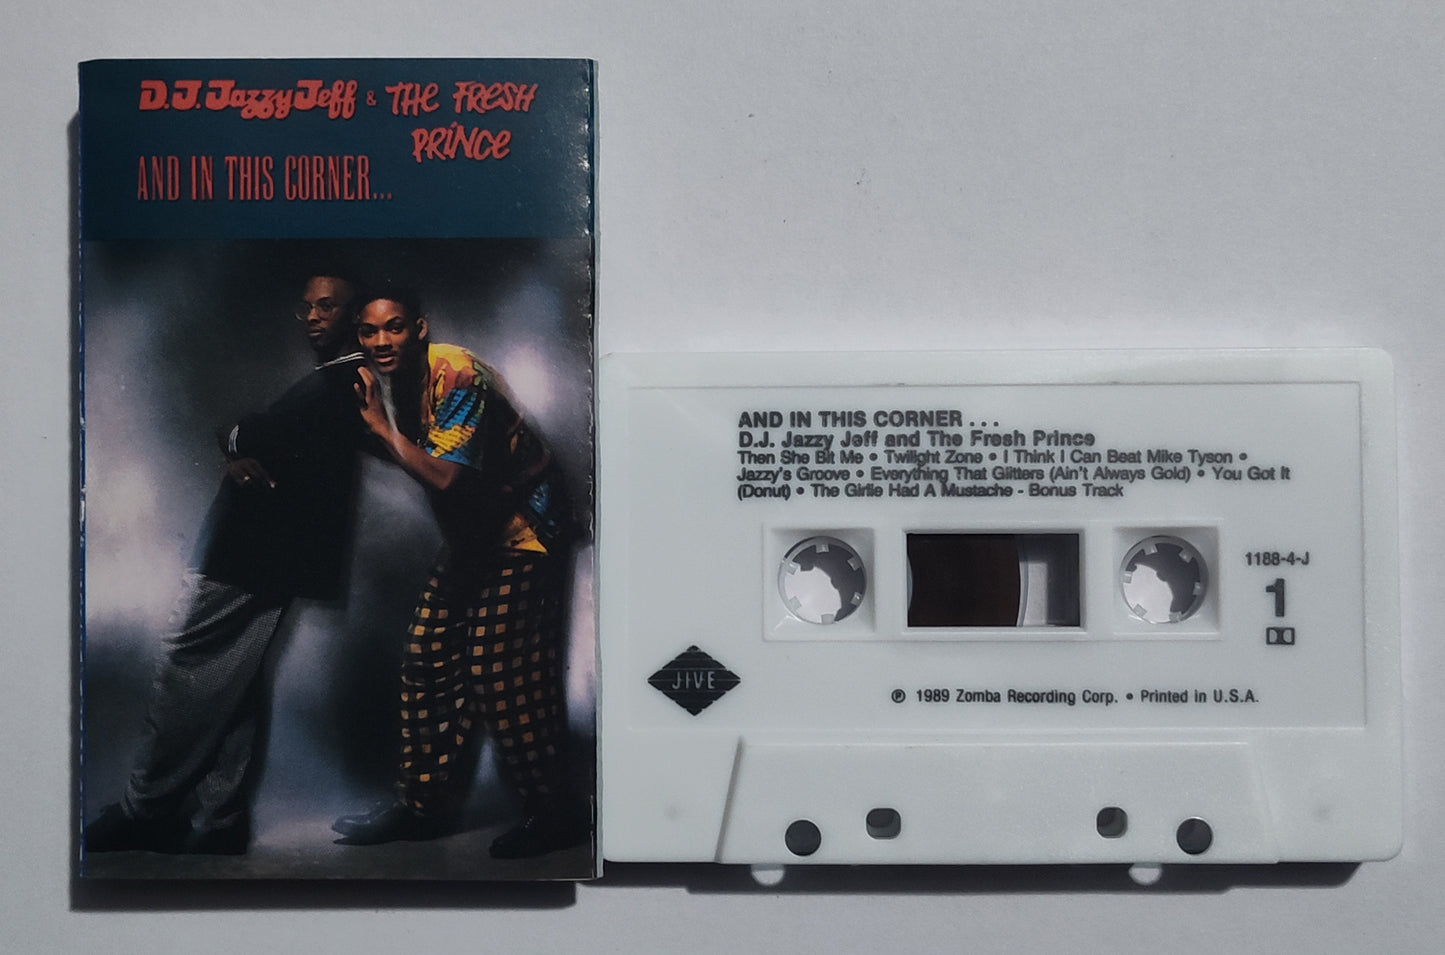 D.J. Jazzy Jeff & THE FRESH
PRINCE
AND IN THIS CORNER...
AND IN THIS CORNER . . .
D.J. Jazzy Jeff and The Fresh Prince
Then She Bit Me • Twilight Zone • I Think I Can Beat Mike Tyson •
Jazzy's Groove • Everything That Glitters (Ain't Always Gold) • You Got It
(Donut) • The Girlie Had A Mustache - Bonus Track
1188-4-J
1
JIVE
℗ 1989 Zomba Recording Corp. • Printed in U.S.A.